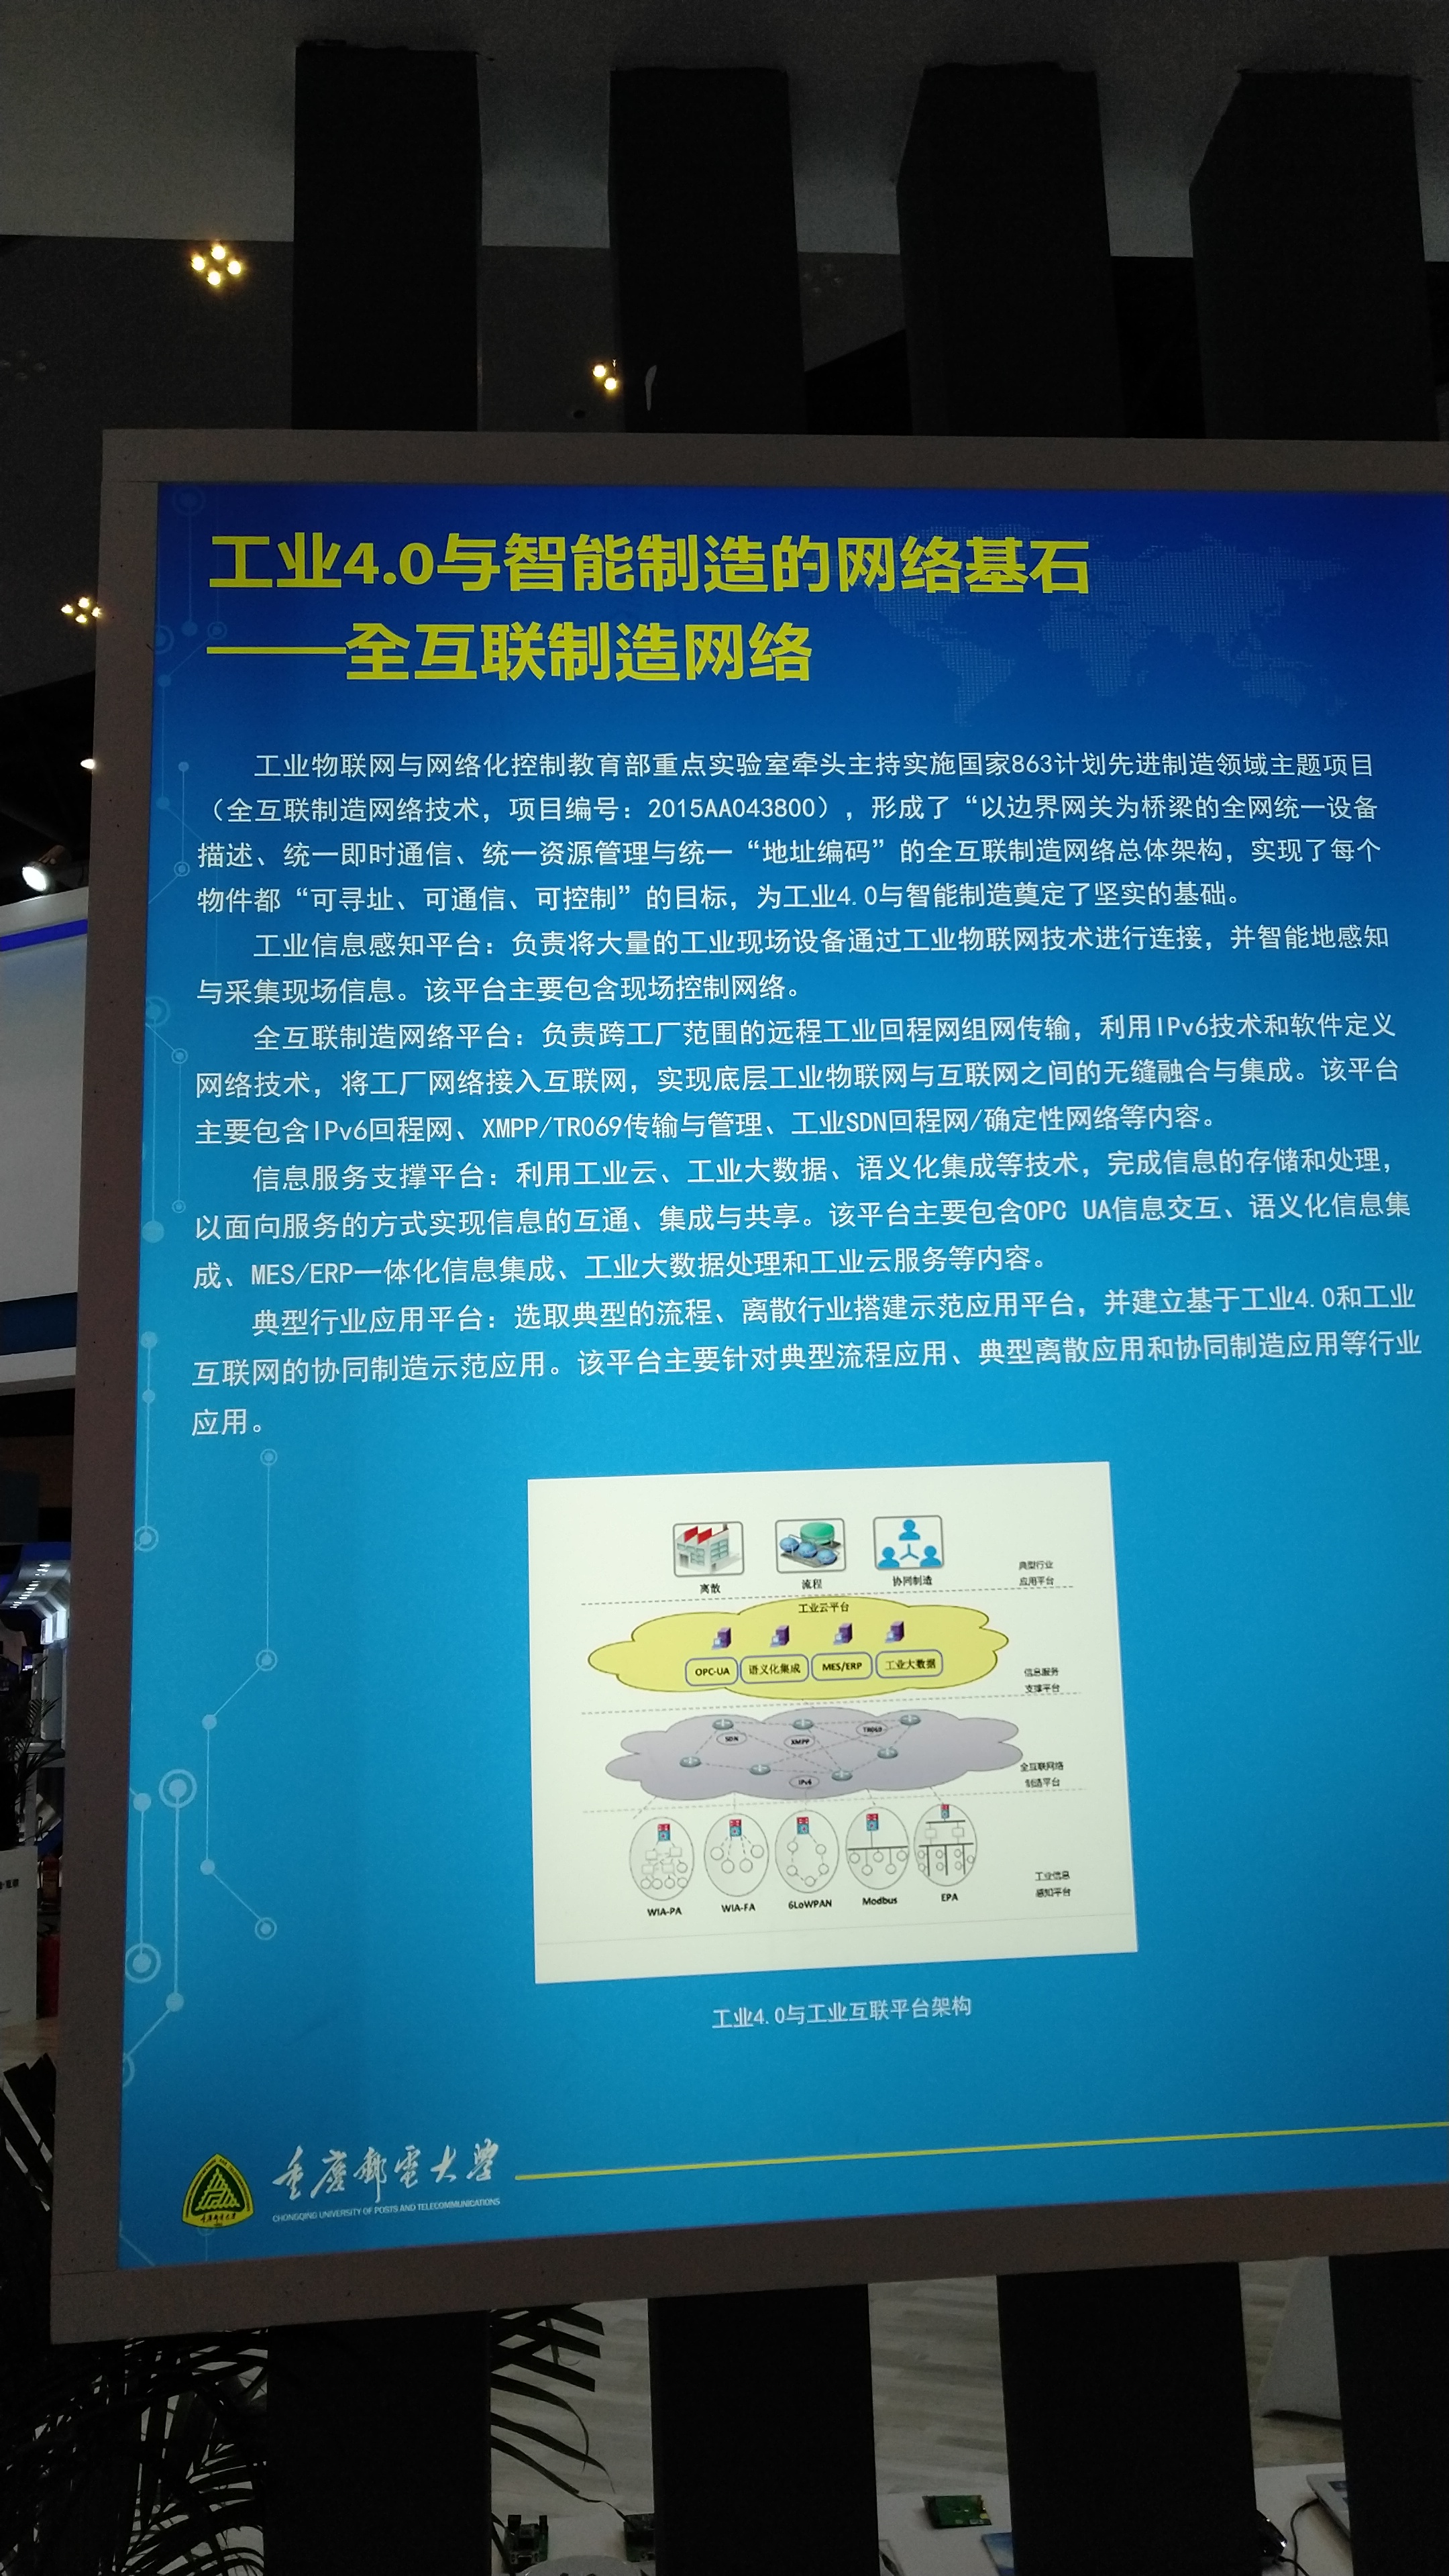 工业4.0与智能制造的网络基石
——全互联制造网络
工业物联网与网络化控制教育部重点实验室牵头主持实施国家863计划先进制造领域主题项目
（全互联制造网络技术，项目编号：2015AA043800），形成了“以边界网关为桥梁的全网统一设备
描述、统一即时通信、统一资源管理与统一“地址编码”的全互联制造网络总体架构，实现了每个
物件都“可寻址、可通信、可控制”的目标，为工业4.0与智能制造奠定了坚实的基础。
工业信息感知平台：负责将大量的工业现场设备通过工业物联网技术进行连接，并智能地感知
与采集现场信息。该平台主要包含现场控制网络。
全互联制造网络平台：负责跨工厂范围的远程工业回程网组网传输，利用IPv6技术和软件定义
网络技术，将工厂网络接入互联网，实现底层工业物联网与互联网之间的无缝融合与集成。该平台
主要包含IPv6回程网、XMPP/TR069传输与管理、工业SDN回程网/确定性网络等内容。
信息服务支撑平台：利用工业云、工业大数据、语义化集成等技术，完成信息的存储和处理，
以面向服务的方式实现信息的互通、集成与共享。该平台主要包含OPC UA信息交互、语义化信息集
成、MES/ERP一体化信息集成、工业大数据处理和工业云服务等内容。
典型行业应用平台：选取典型的流程、离散行业搭建示范应用平台，并建立基于工业4.0和工业
互联网的协同制造示范应用。该平台主要针对典型流程应用、典型离散应用和协同制造应用等行业
应用。
离散 流程 协同制造
典型行业
应用平台
工业云平台
OPC-UA 语义化集成 MES/ERP 工业大数据
信息服务
支撑平台
SDN XMPP TR069
IPv6
全互联网络
制造平台
工业信息
感知平台
WIA-PA WIA-FA 6LoWPAN Modbus EPA
工业4.0与工业互联平台架构
重慶郵電大學
CHONGQING UNIVERSITY OF POSTS AND TELECOMMUNICATIONS